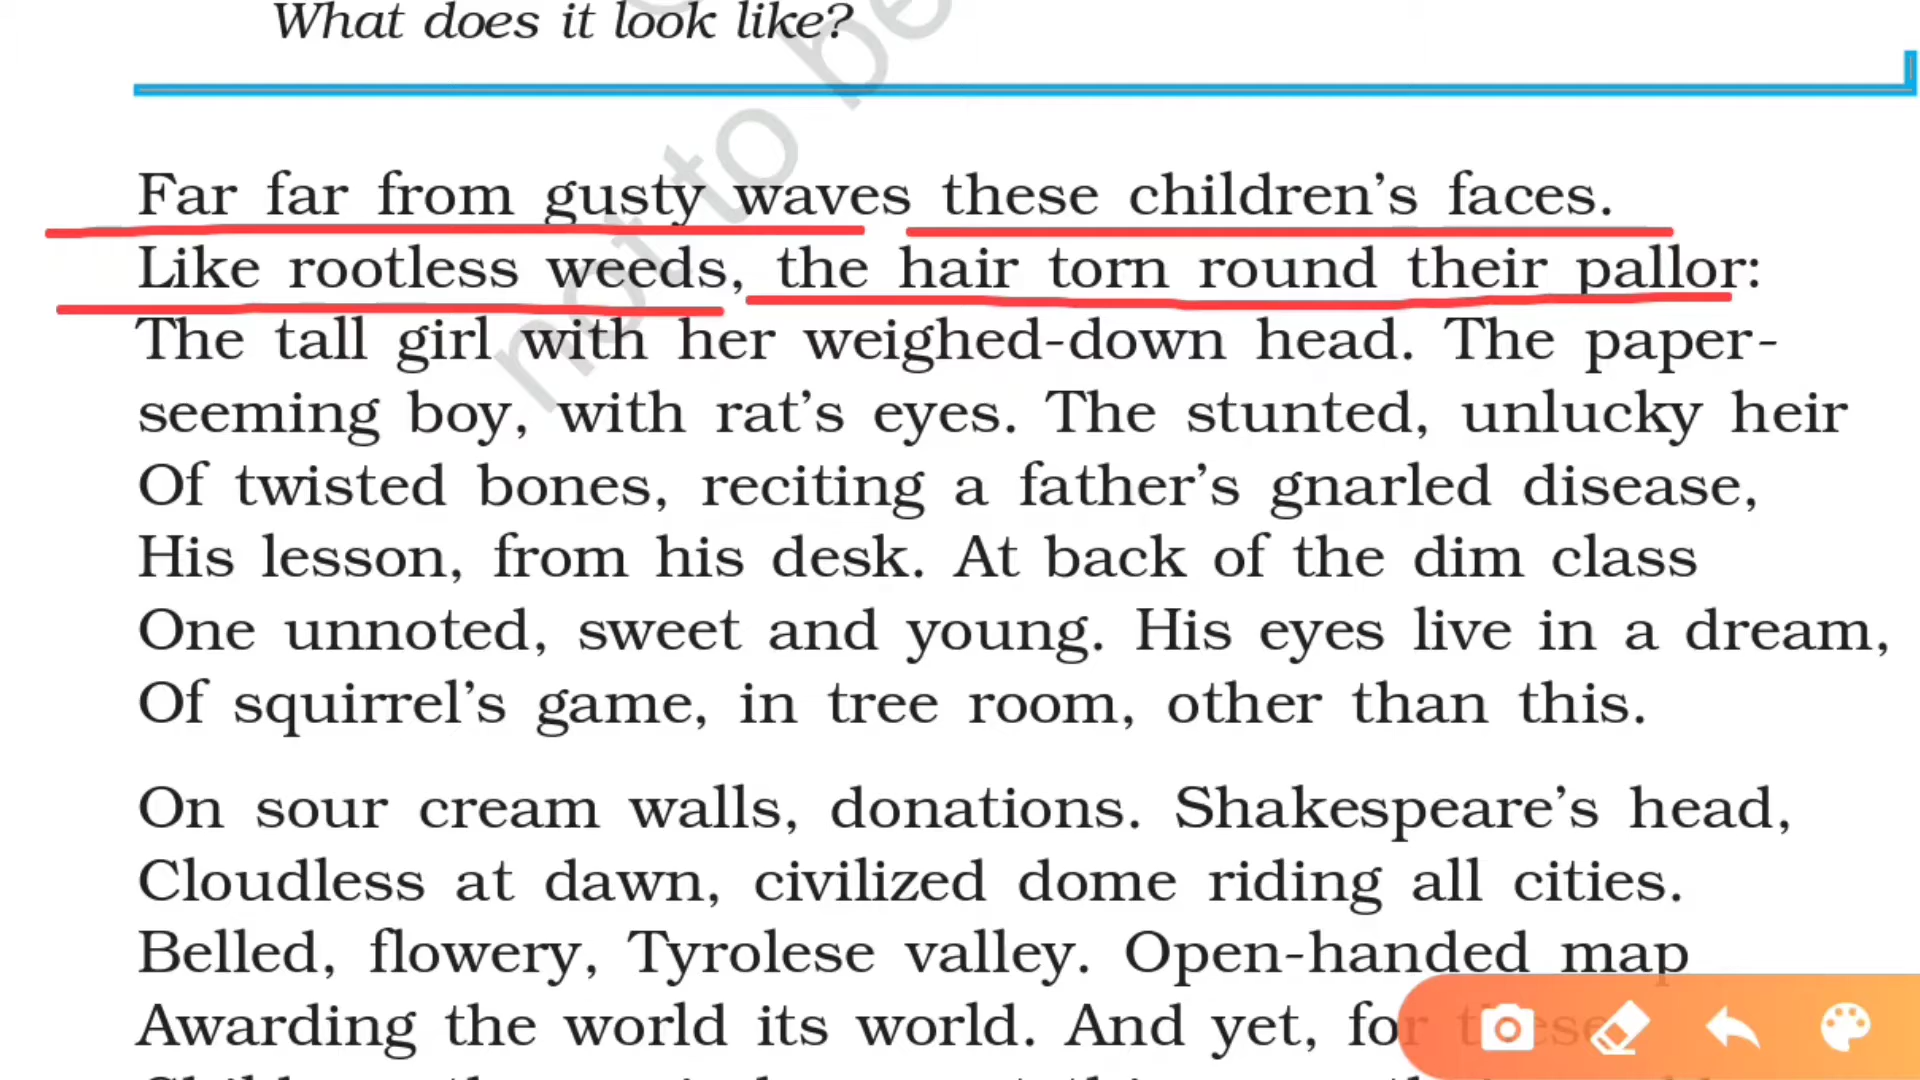 What does it look like?
not to be
Far far from gusty waves these children's faces.
Like rootless weeds, the hair torn round their pallor:
The tall girl with her weighed-down head. The paper-
seeming boy, with rat's eyes. The stunted, unlucky heir
Of twisted bones, reciting a father's gnarled disease,
His lesson, from his desk. At back of the dim class
One unnoted, sweet and young. His eyes live in a dream,
Of squirrel's game, in tree room, other than this.
On sour cream walls, donations. Shakespeare's head,
Cloudless at dawn, civilized dome riding all cities.
Belled, flowery, Tyrolese valley. Open-handed map
Awarding the world its world. And yet, for these